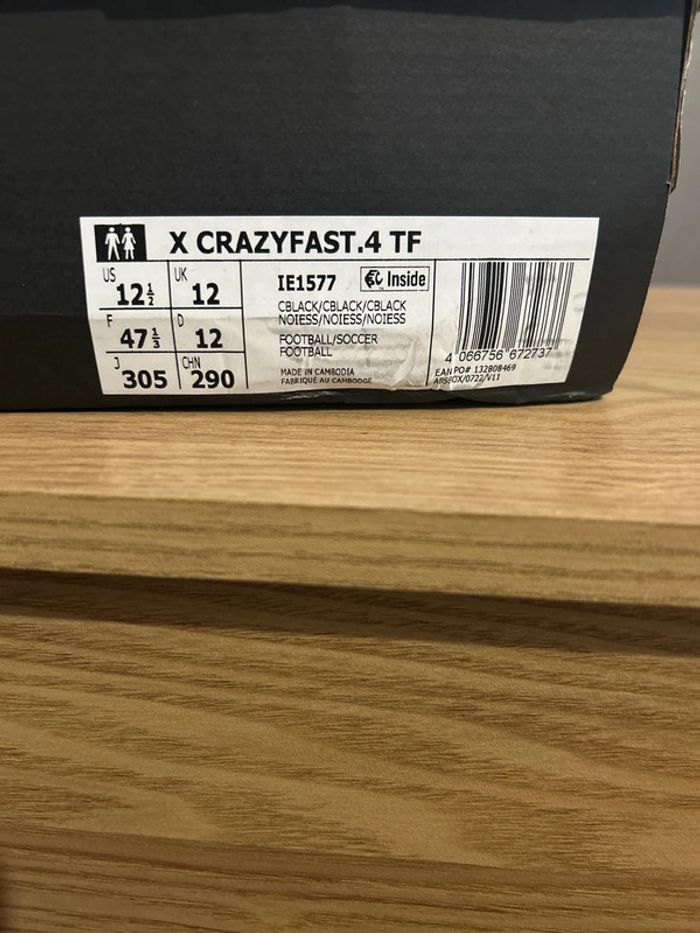 X CRAZYFAST.4 TF
US 12½ UK 12
F 47⅓ D 12
J 305 CHN 290
IE1577
Inside
CBLACK/CBLACK/CBLACK
NOIESS/NOIESS/NOIESS
FOOTBALL/SOCCER
FOOTBALL
MADE IN CAMBODIA
FABRIQUÉ AU CAMBODGE
4 066756 672737
EAN PO# 132808469